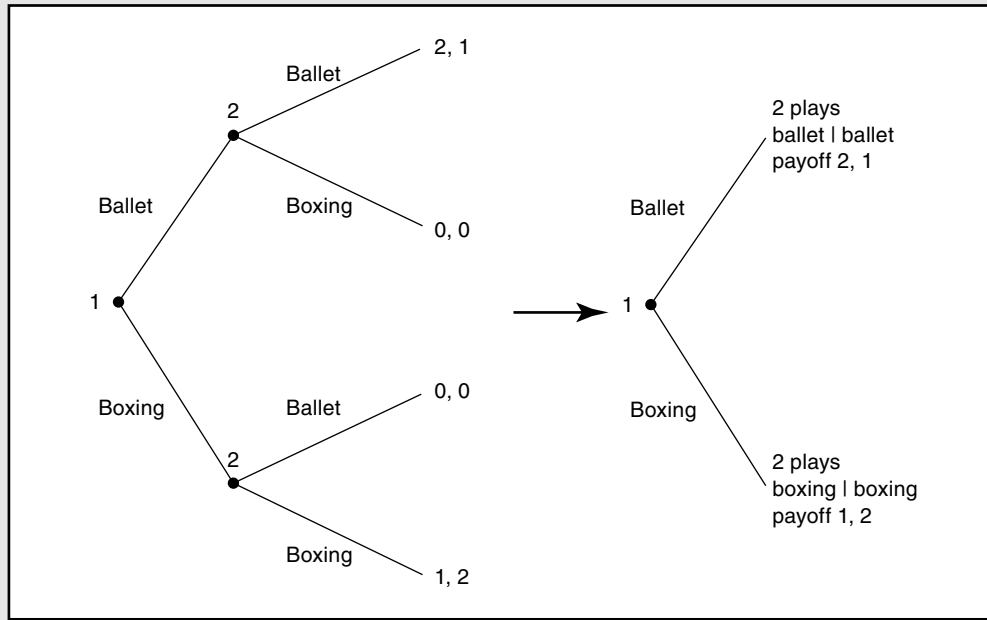 2, 1
Ballet
2
Ballet
Boxing
0, 0
1
Boxing
Ballet
0, 0
2
Boxing
1, 2
2 plays
ballet | ballet
payoff 2, 1
Ballet
1
Boxing
2 plays
boxing | boxing
payoff 1, 2